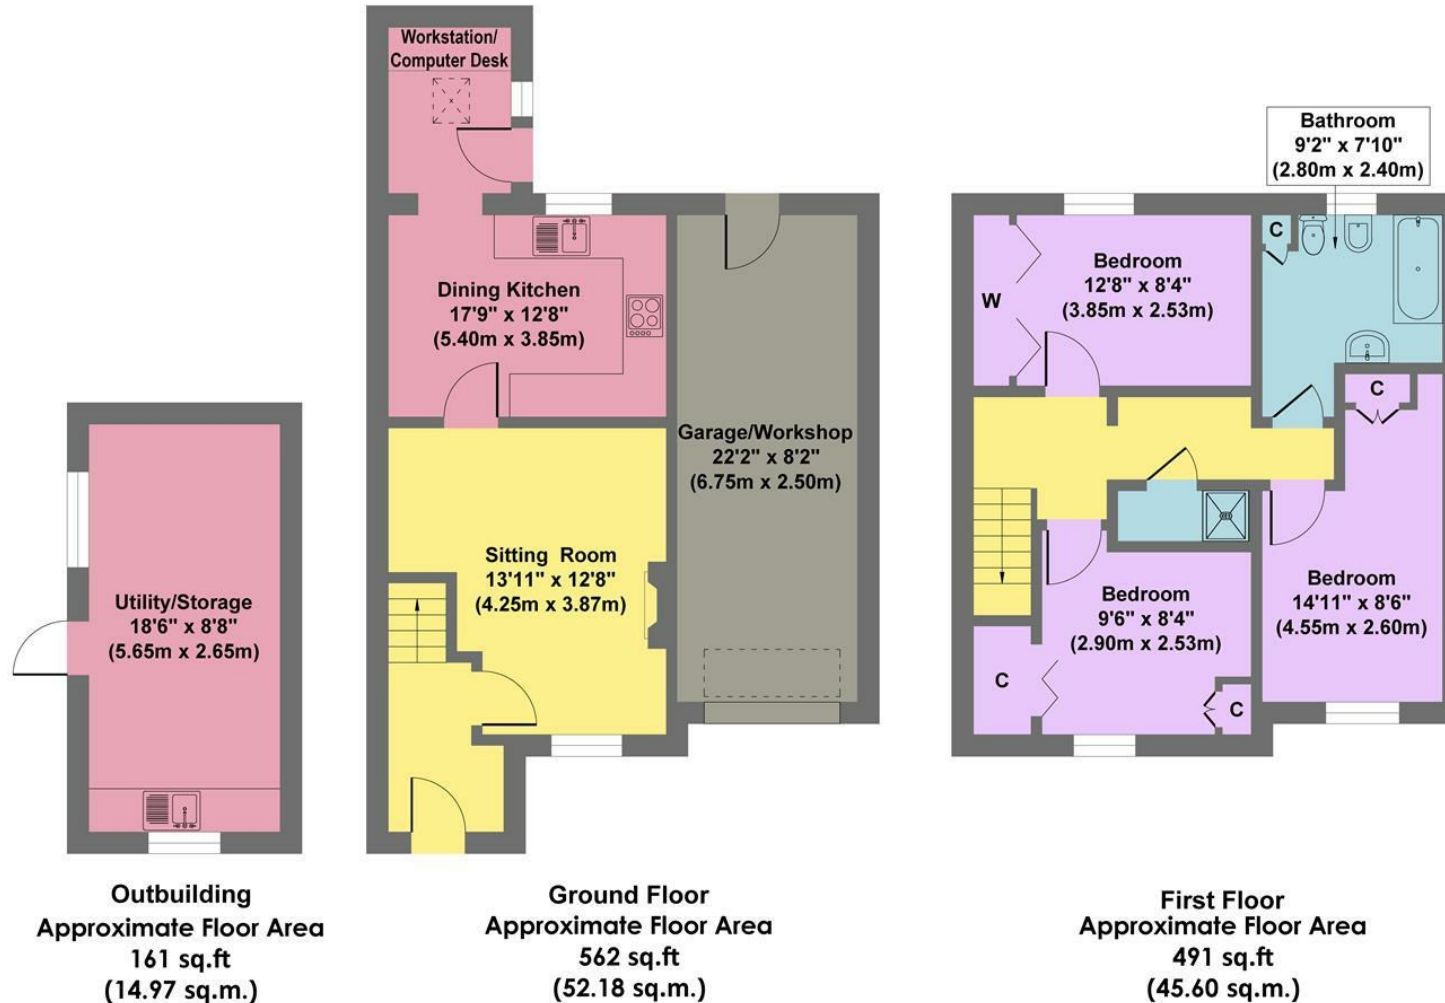 Workstation/
Computer Desk
Dining Kitchen
17'9" x 12'8"
(5.40m x 3.85m)
Garage/Workshop
22'2" x 8'2"
(6.75m x 2.50m)
Sitting Room
13'11" x 12'8"
(4.25m x 3.87m)
Utility/Storage
18'6" x 8'8"
(5.65m x 2.65m)
Bathroom
9'2" x 7'10"
(2.80m x 2.40m)
C
Bedroom
12'8" x 8'4"
(3.85m x 2.53m)
W
C
Bedroom
14'11" x 8'6"
(4.55m x 2.60m)
Bedroom
9'6" x 8'4"
(2.90m x 2.53m)
C
C
Outbuilding
Approximate Floor Area
161 sq.ft
(14.97 sq.m.)
Ground Floor
Approximate Floor Area
562 sq.ft
(52.18 sq.m.)
First Floor
Approximate Floor Area
491 sq.ft
(45.60 sq.m.)